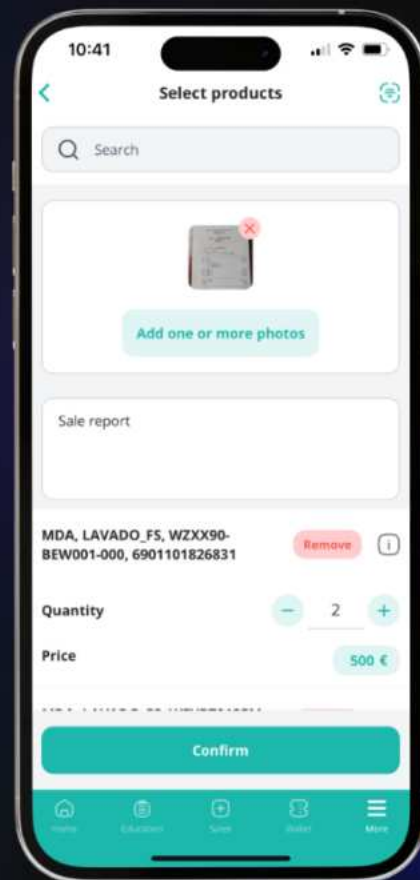 10:41
Select products
Search
Add one or more photos
Sale report
MDA, LAVADO_FS, WZXX90-
BEW001-000, 6901101826831
Remove
Quantity
2
Price
500 €
Confirm
Home
Education
Sales
Wallet
More